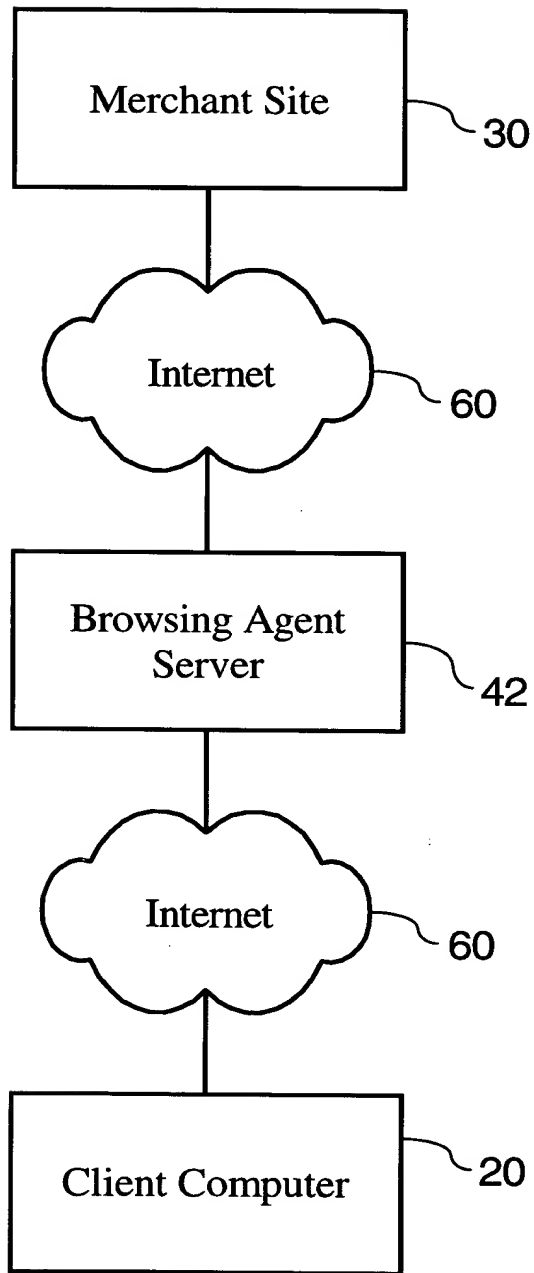 Merchant Site
30
Internet
60
Browsing Agent
Server
42
Internet
60
Client Computer
20